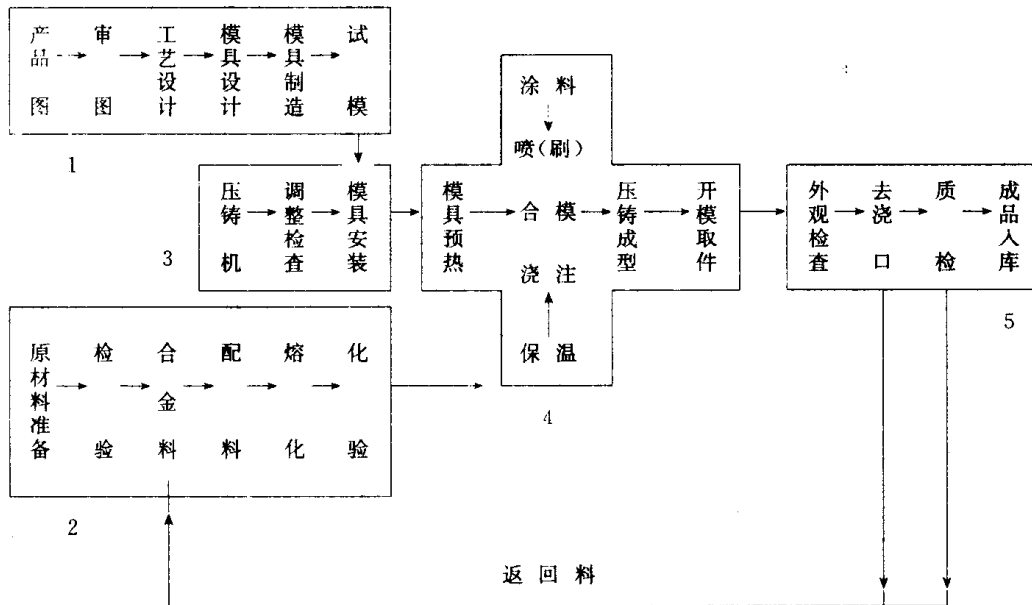 产品图
审图
工艺设计
模具设计
模具制造
试模
1
压铸机
调整检查
模具安装
3
原材料准备
检验
合金料
配料
熔化
化验
2
模具预热
涂料
喷(刷)
合模
浇注
保温
压铸成型
开模取件
4
外观检查
去浇口
质检
成品入库
5
返回料